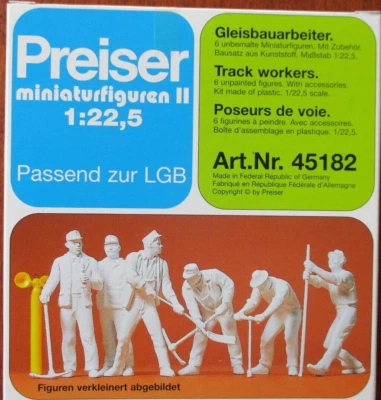 Preiser
miniaturfiguren II
1:22,5
Passend zur LGB
Gleisbauarbeiter.
6 unbemalte Miniaturfiguren. Mit Zubehör
Bausatz aus Kunststoff. Maßstab 1:22,5.
Track workers.
6 unpainted figures. With accessories.
Kit made of plastic. 1/22,5 scale.
Poseurs de voie.
6 figurines à peindre. Avec accessoires.
Boîte d'assemblage en plastique. 1/22,5.
Art.Nr. 45182
Made in Federal Republic of Germany
Fabriqué en République Fédérale d'Allemagne
Copyright © by Preiser
Figuren verkleinert abgebildet